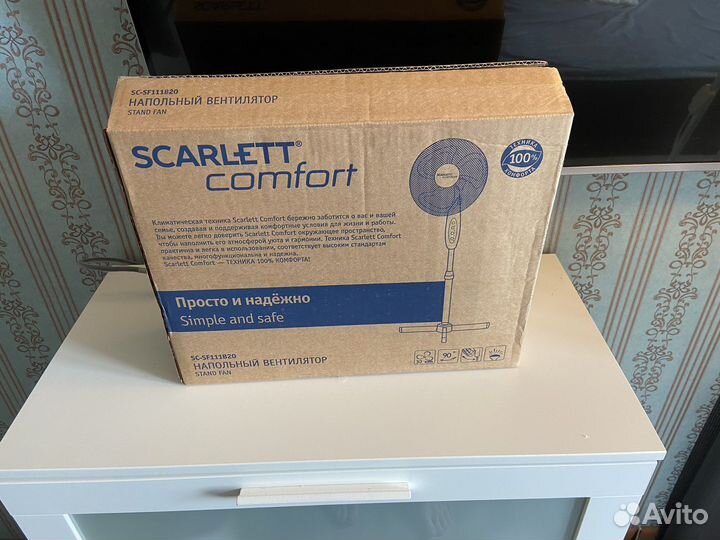 SC-SF111B20
НАПОЛЬНЫЙ ВЕНТИЛЯТОР
STAND FAN
SCARLETT®
comfort
ТЕХНИКА
100%
КОМФОРТА
Климатическая техника Scarlett Comfort бережно заботится о вас и вашей
семье, создавая и поддерживая комфортные условия для жизни и работы.
Вы можете легко доверить Scarlett Comfort окружающее пространство,
чтобы наполнить его атмосферой уюта и гармонии. Техника Scarlett Comfort
практична и легка в использовании, соответствует высоким стандартам
качества, многофункциональна и надежна.
Scarlett Comfort — ТЕХНИКА 100% КОМФОРТА!
Просто и надёжно
Simple and safe
SC-SF111B20
НАПОЛЬНЫЙ ВЕНТИЛЯТОР
STAND FAN
90°
Avito